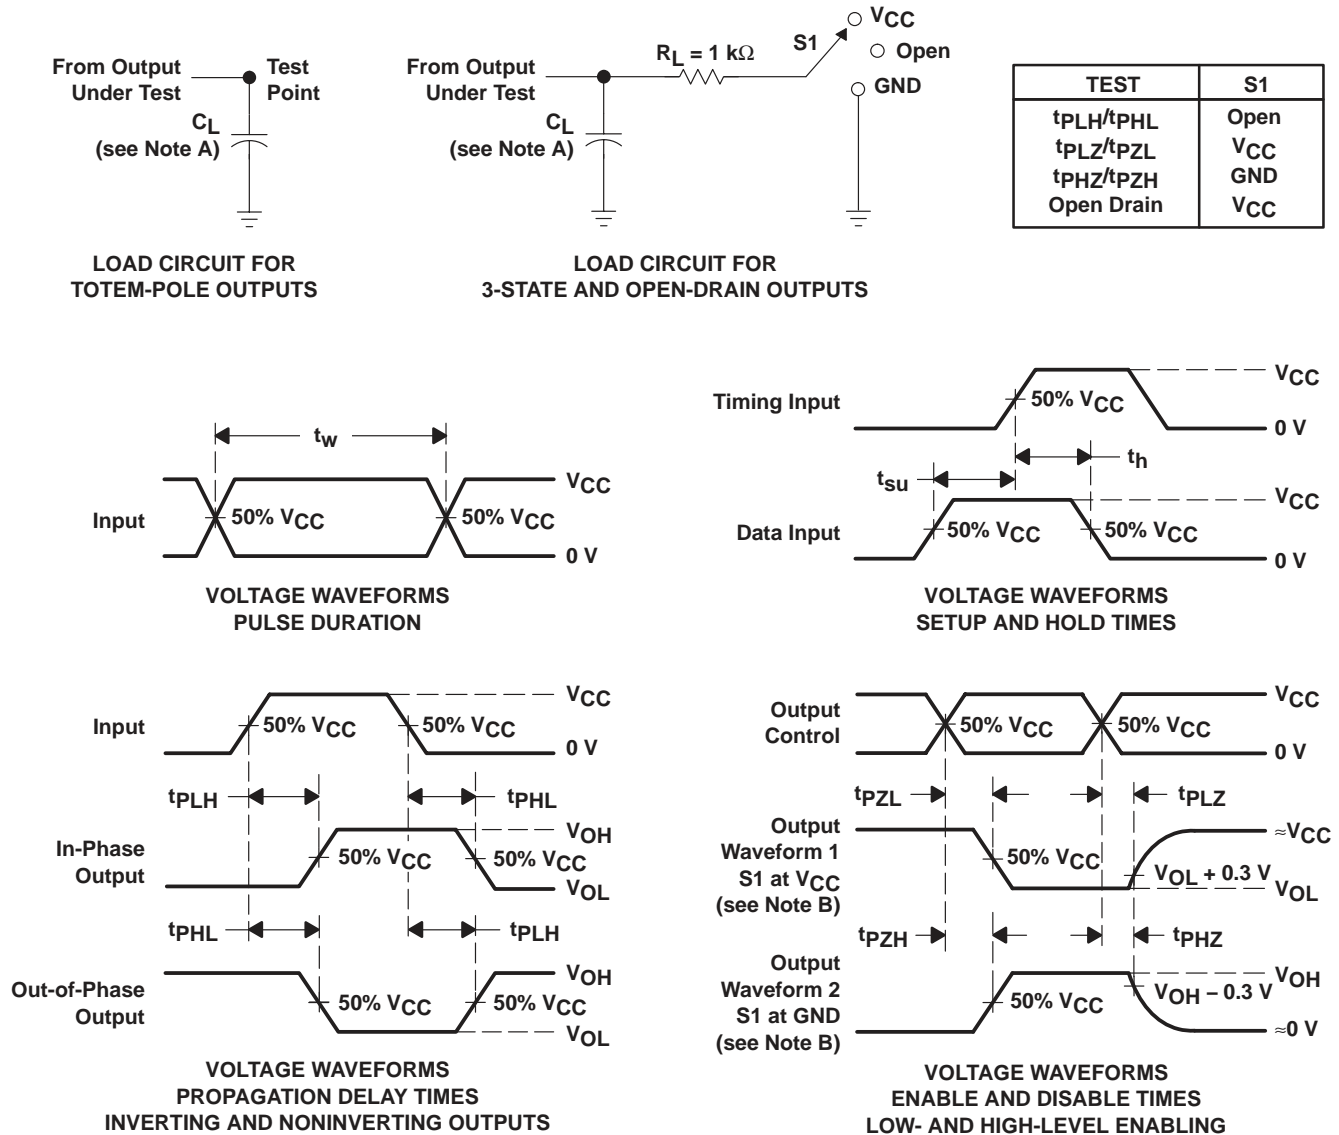 From Output
Under Test
Test
Point
CL
(see Note A)
LOAD CIRCUIT FOR
TOTEM-POLE OUTPUTS
From Output
Under Test
RL = 1 kΩ
S1
VCC
Open
GND
CL
(see Note A)
LOAD CIRCUIT FOR
3-STATE AND OPEN-DRAIN OUTPUTS
TEST S1
tPLH/tPHL Open
tPLZ/tPZL VCC
tPHZ/tPZH GND
Open Drain VCC
tw
Input
50% VCC
50% VCC
VCC
0 V
VOLTAGE WAVEFORMS
PULSE DURATION
Timing Input
50% VCC
VCC
0 V
th
tsu
Data Input
50% VCC
50% VCC
VCC
0 V
VOLTAGE WAVEFORMS
SETUP AND HOLD TIMES
Input
50% VCC
50% VCC
VCC
0 V
tPLH
tPHL
In-Phase
Output
50% VCC
50% VCC
VOH
VOL
tPHL
tPLH
Out-of-Phase
Output
50% VCC
50% VCC
VOH
VOL
VOLTAGE WAVEFORMS
PROPAGATION DELAY TIMES
INVERTING AND NONINVERTING OUTPUTS
Output
Control
50% VCC
50% VCC
VCC
0 V
tPZL
tPLZ
Output
Waveform 1
S1 at VCC
(see Note B)
50% VCC
VOL + 0.3 V
≈VCC
VOL
tPZH
tPHZ
Output
Waveform 2
S1 at GND
(see Note B)
50% VCC
VOH − 0.3 V
VOH
≈0 V
VOLTAGE WAVEFORMS
ENABLE AND DISABLE TIMES
LOW- AND HIGH-LEVEL ENABLING